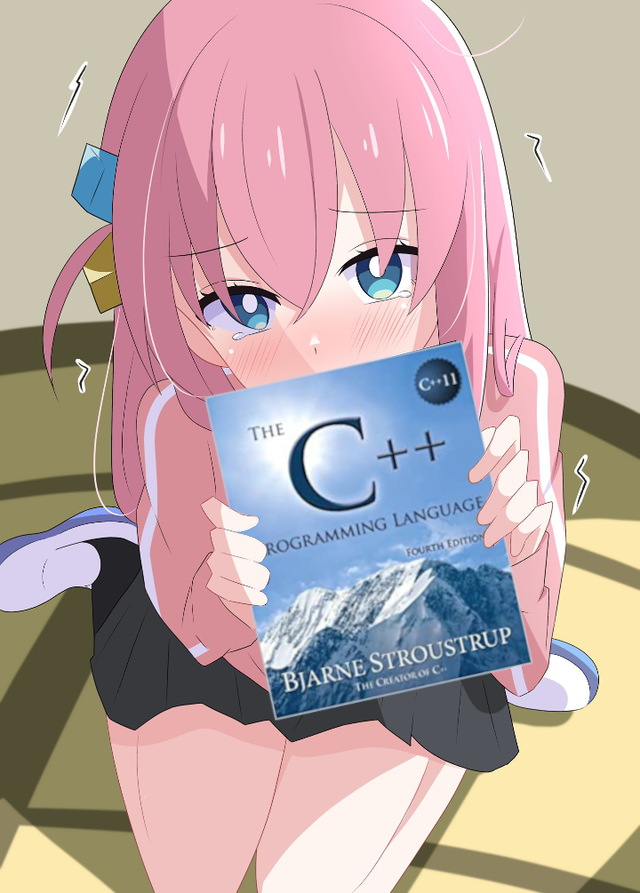 C++11
THE
C++
ROGRAMMING LANGUAGE
FOURTH EDITION
BJARNE STROUSTRUP
THE CREATOR OF C++